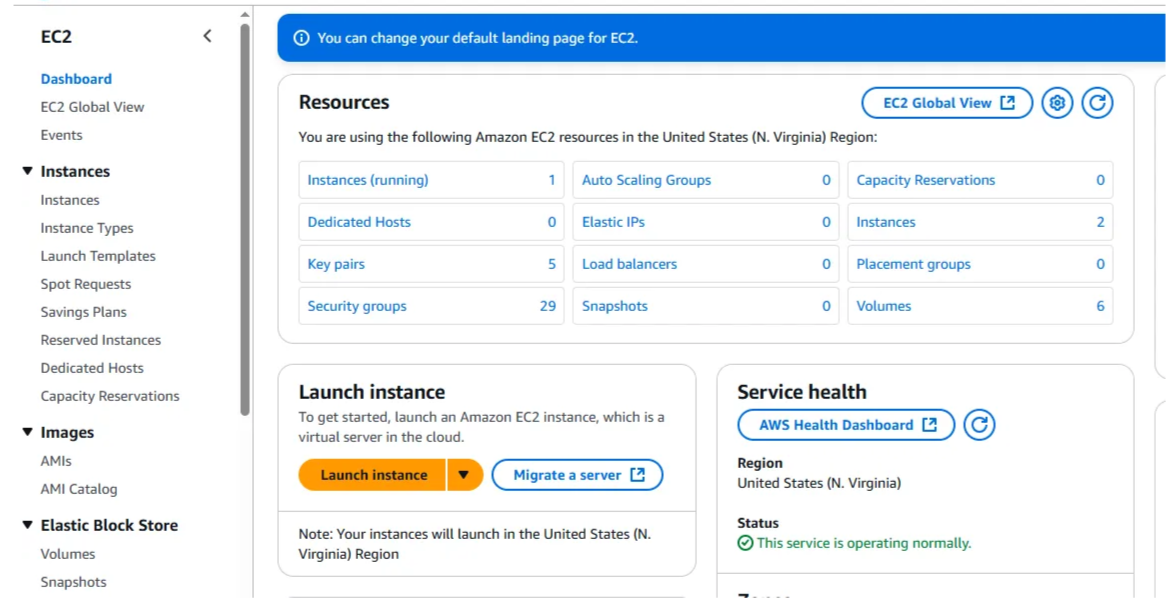 EC2
Dashboard
EC2 Global View
Events
Instances
Instances
Instance Types
Launch Templates
Spot Requests
Savings Plans
Reserved Instances
Dedicated Hosts
Capacity Reservations
Images
AMIs
AMI Catalog
Elastic Block Store
Volumes
Snapshots
You can change your default landing page for EC2.
Resources
EC2 Global View
You are using the following Amazon EC2 resources in the United States (N. Virginia) Region:
Instances (running) 1
Auto Scaling Groups 0
Capacity Reservations 0
Dedicated Hosts 0
Elastic IPs 0
Instances 2
Key pairs 5
Load balancers 0
Placement groups 0
Security groups 29
Snapshots 0
Volumes 6
Launch instance
To get started, launch an Amazon EC2 instance, which is a
virtual server in the cloud.
Launch instance
Migrate a server
Note: Your instances will launch in the United States (N.
Virginia) Region
Service health
AWS Health Dashboard
Region
United States (N. Virginia)
Status
This service is operating normally.